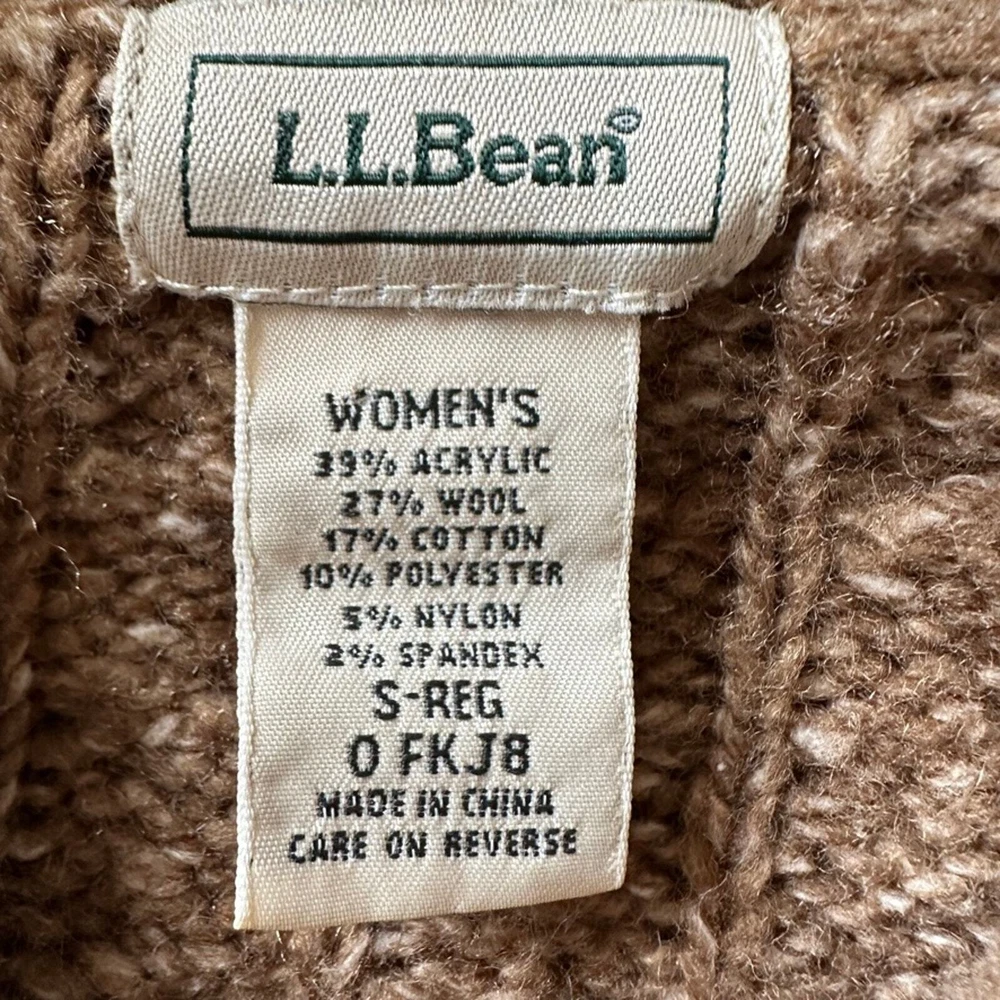 L.L.Bean®
WOMEN'S
39% ACRYLIC
27% WOOL
17% COTTON
10% POLYESTER
5% NYLON
2% SPANDEX
S-REG
0 FKJ8
MADE IN CHINA
CARE ON REVERSE